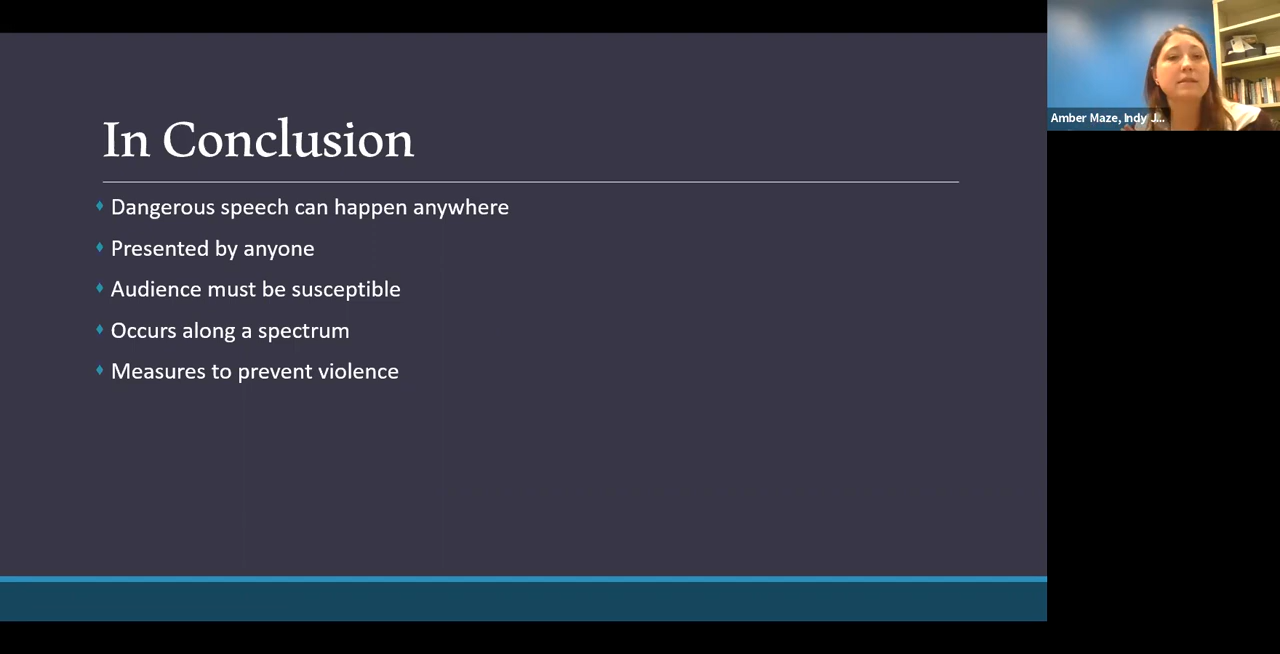 In Conclusion
Dangerous speech can happen anywhere
Presented by anyone
Audience must be susceptible
Occurs along a spectrum
Measures to prevent violence
Amber Maze, Indy J...